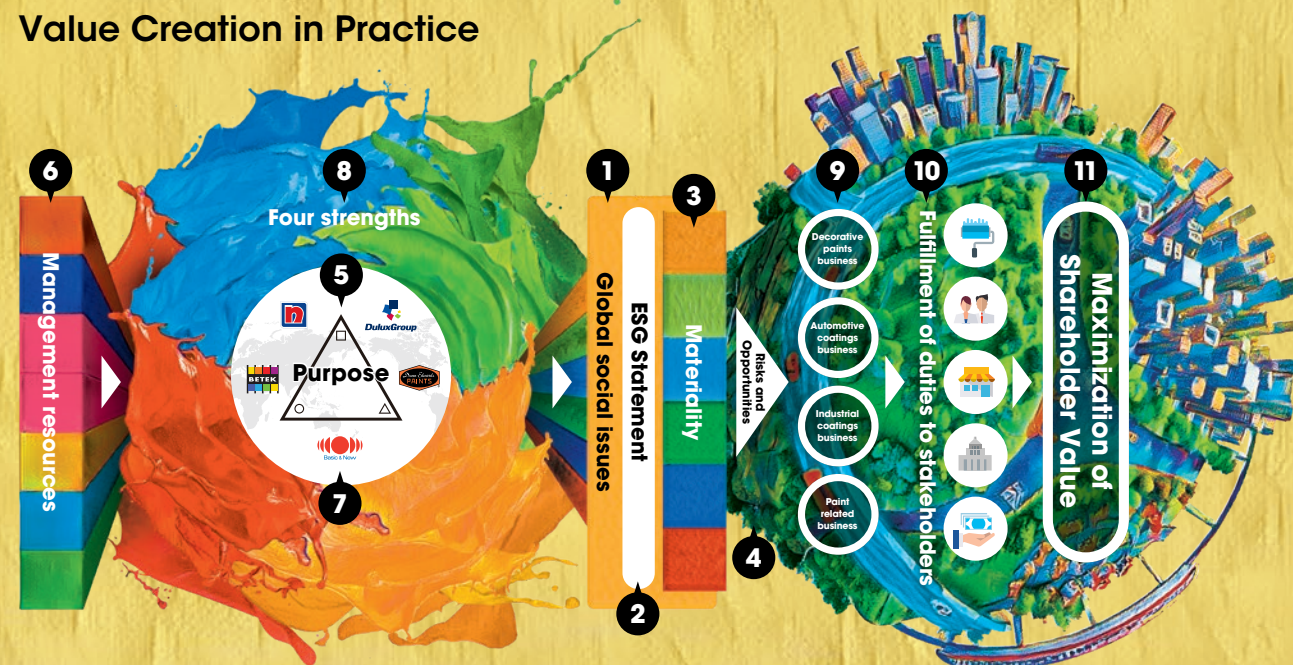 Value Creation in Practice
6
Management resources
8
Four strengths
5
n
DuluxGroup
BETEK
Purpose
Dunn-Edwards
PAINTS
Basic & New
7
1
Global social issues
ESG Statement
2
3
Materiality
Risks and
Opportunities
4
9
Decorative
paints
business
Automotive
coatings
business
Industrial
coatings
business
Paint
related
business
10
Fulfillment of duties to stakeholders
11
Maximization of
Shareholder Value